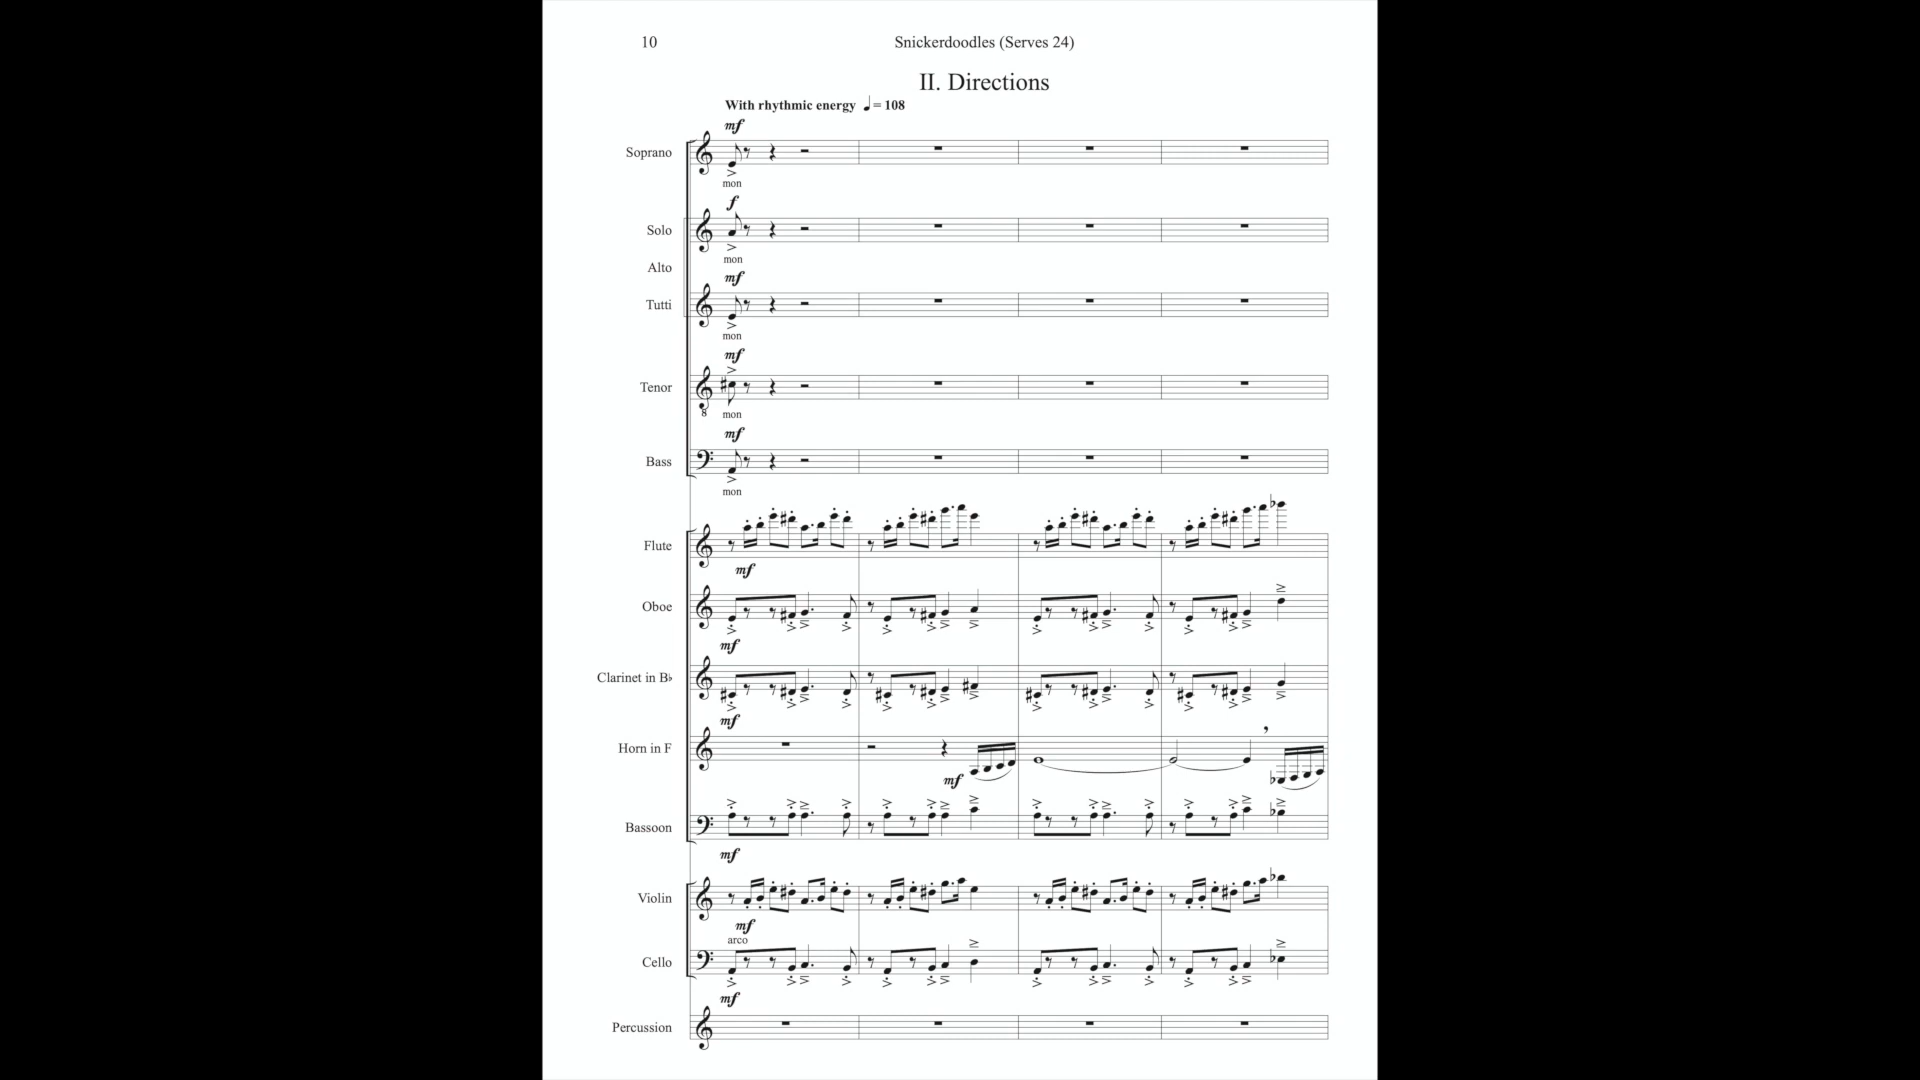 10 Snickerdoodles (Serves 24)
II. Directions
With rhythmic energy ♩ = 108
mf
Soprano
mon
f
Solo
mon
Alto
mf
Tutti
mon
mf
Tenor
8
mon
mf
Bass
mon
Flute
mf
Oboe
mf
Clarinet in B♭
mf
Horn in F
mf
Bassoon
mf
Violin
mf
arco
Cello
mf
Percussion